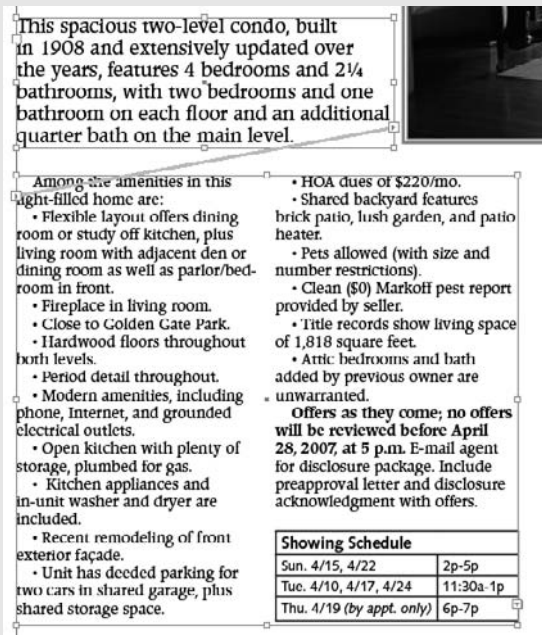 This spacious two-level condo, built
in 1908 and extensively updated over
the years, features 4 bedrooms and 2¼
bathrooms, with two bedrooms and one
bathroom on each floor and an additional
quarter bath on the main level.
Among the amenities in this
light-filled home are:
• Flexible layout offers dining
room or study off kitchen, plus
living room with adjacent den or
dining room as well as parlor/bed-
room in front.
• Fireplace in living room.
• Close to Golden Gate Park.
• Hardwood floors throughout
both levels.
• Period detail throughout.
• Modern amenities, including
phone, Internet, and grounded
electrical outlets.
• Open kitchen with plenty of
storage, plumbed for gas.
• Kitchen appliances and
in-unit washer and dryer are
included.
• Recent remodeling of front
exterior façade.
• Unit has deeded parking for
two cars in shared garage, plus
shared storage space.
• HOA dues of $220/mo.
• Shared backyard features
brick patio, lush garden, and patio
heater.
• Pets allowed (with size and
number restrictions).
• Clean ($0) Markoff pest report
provided by seller.
• Title records show living space
of 1,818 square feet.
• Attic bedrooms and bath
added by previous owner are
unwarranted.
Offers as they come; no offers
will be reviewed before April
28, 2007, at 5 p.m. E-mail agent
for disclosure package. Include
preapproval letter and disclosure
acknowledgment with offers.
Showing Schedule
Sun. 4/15, 4/22 2p-5p
Tue. 4/10, 4/17, 4/24 11:30a-1p
Thu. 4/19 (by appt. only) 6p-7p